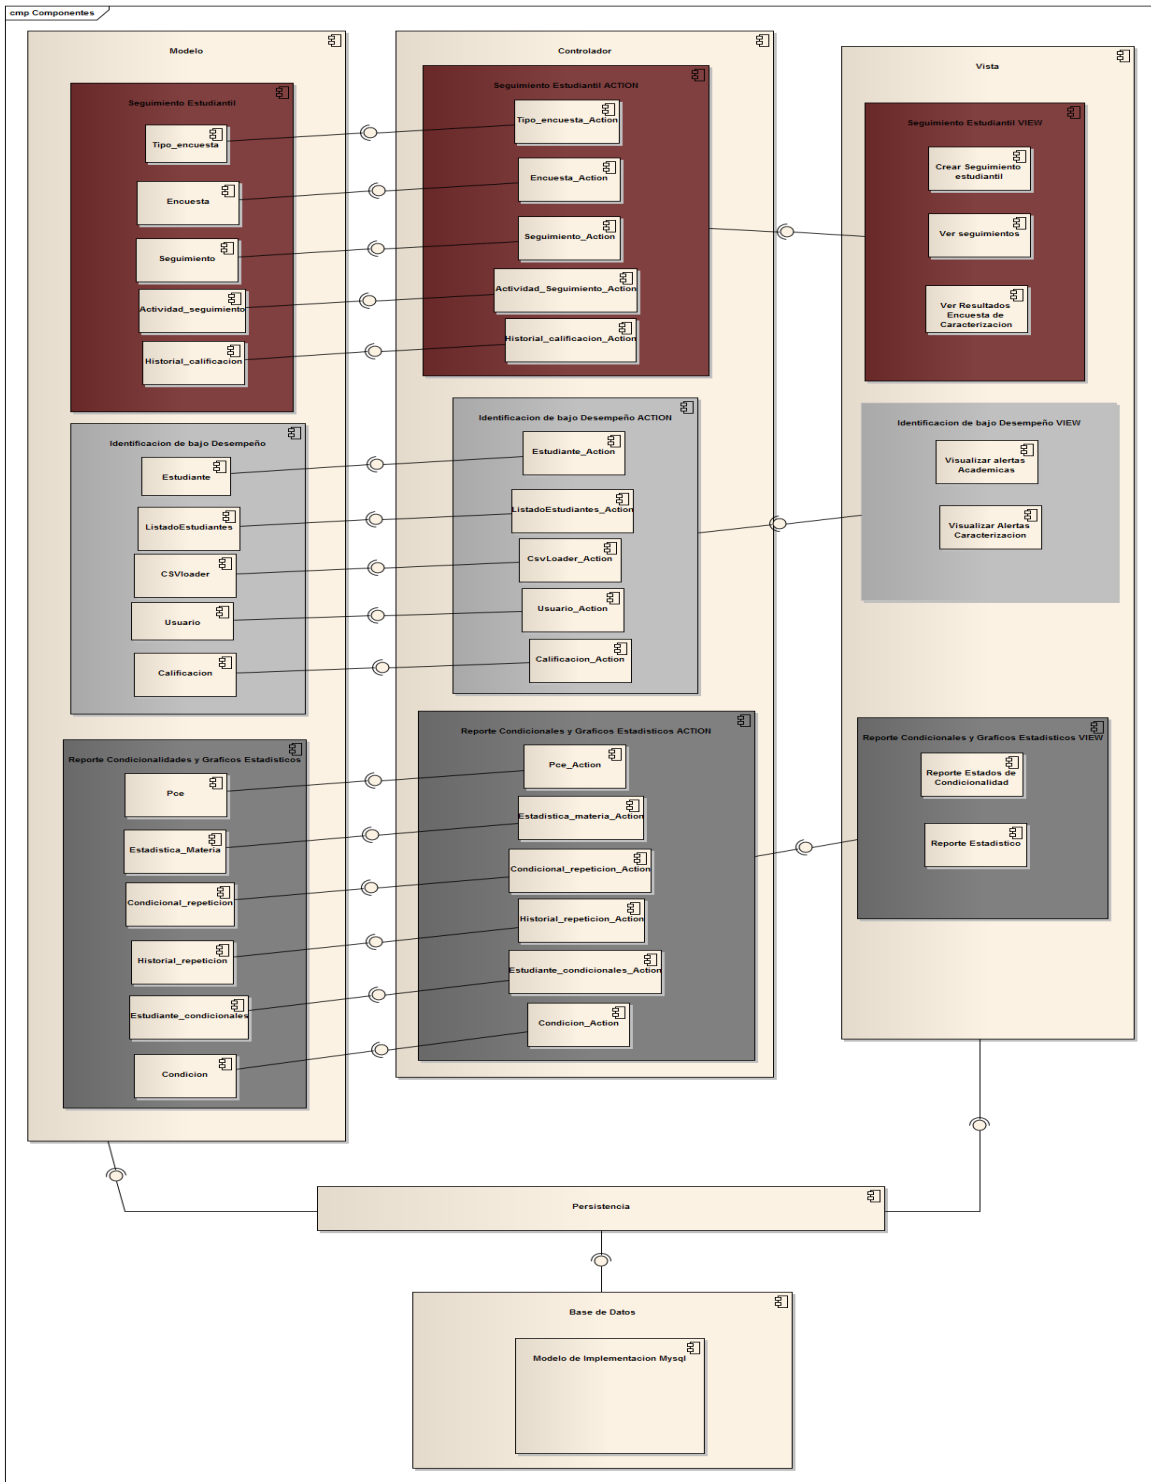 cmp Componentes
Modelo
Seguimiento Estudiantil
Tipo_encuesta
Encuesta
Seguimiento
Actividad_seguimiento
Historial_calificacion
Identificacion de bajo Desempeño
Estudiante
ListadoEstudiantes
CSVloader
Usuario
Calificacion
Reporte Condicionalidades y Graficos Estadisticos
Pce
Estadistica_Materia
Condicional_repeticion
Historial_repeticion
Estudiante_condicionales
Condicion
Controlador
Seguimiento Estudiantil ACTION
Tipo_encuesta_Action
Encuesta_Action
Seguimiento_Action
Actividad_Seguimiento_Action
Historial_calificacion_Action
Identificacion de bajo Desempeño ACTION
Estudiante_Action
ListadoEstudiantes_Action
CsvLoader_Action
Usuario_Action
Calificacion_Action
Reporte Condicionales y Graficos Estadisticos ACTION
Pce_Action
Estadistica_materia_Action
Condicional_repeticion_Action
Historial_repeticion_Action
Estudiante_condicionales_Action
Condicion_Action
Vista
Seguimiento Estudiantil VIEW
Crear Seguimiento
estudiantil
Ver seguimientos
Ver Resultados
Encuesta de
Caracterizacion
Identificacion de bajo Desempeño VIEW
Visualizar alertas
Academicas
Visualizar Alertas
Caracterizacion
Reporte Condicionales y Graficos Estadisticos VIEW
Reporte Estados de
Condicionalidad
Reporte Estadistico
Persistencia
Base de Datos
Modelo de Implementacion Mysql